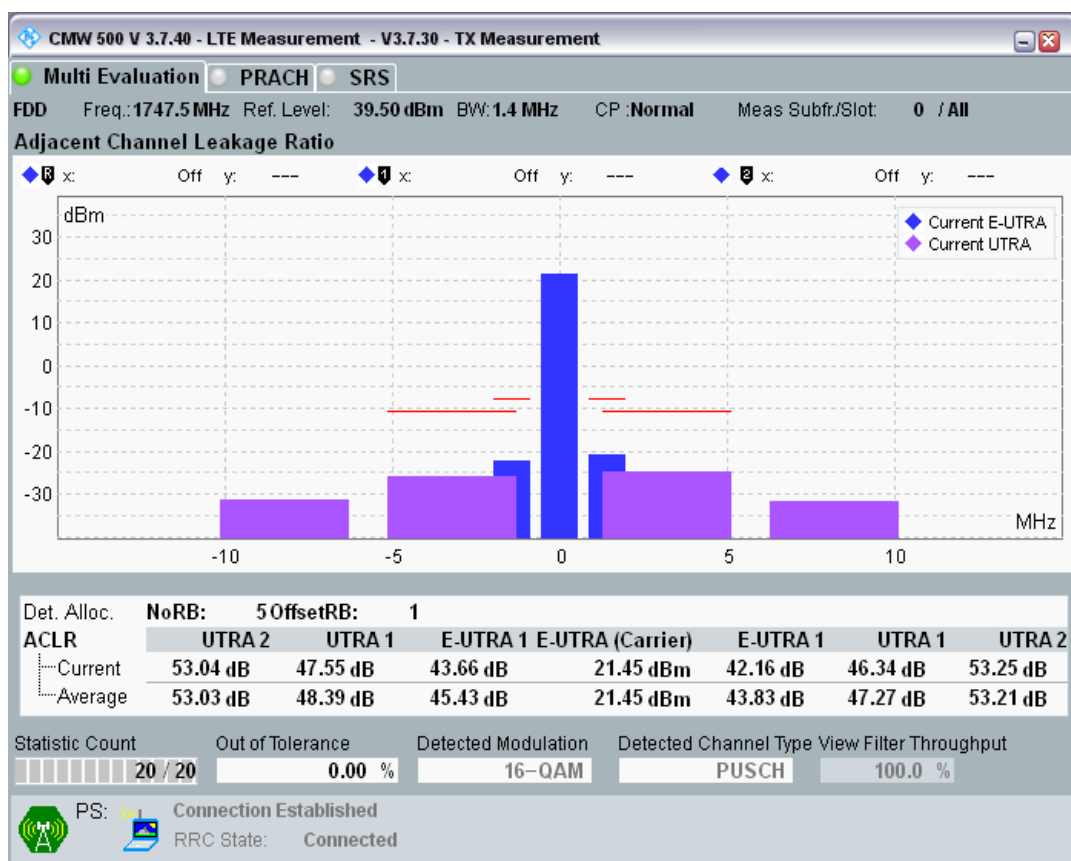 CMW 500 V 3.7.40 - LTE Measurement - V3.7.30 - TX Measurement
Multi Evaluation PRACH SRS
FDD Freq.: 1747.5 MHz Ref. Level: 39.50 dBm BW: 1.4 MHz CP :Normal Meas Subfr./Slot: 0 / All
Adjacent Channel Leakage Ratio
R x: Off y: --- 1 x: Off y: --- 2 x: Off y: ---
dBm
Current E-UTRA
Current UTRA
30
20
10
0
-10
-20
-30
MHz
-10 -5 0 5 10
Det. Alloc. NoRB: 5 OffsetRB: 1
ACLR UTRA 2 UTRA 1 E-UTRA 1 E-UTRA (Carrier) E-UTRA 1 UTRA 1 UTRA 2
Current 53.04 dB 47.55 dB 43.66 dB 21.45 dBm 42.16 dB 46.34 dB 53.25 dB
Average 53.03 dB 48.39 dB 45.43 dB 21.45 dBm 43.83 dB 47.27 dB 53.21 dB
Statistic Count Out of Tolerance Detected Modulation Detected Channel Type View Filter Throughput
20 / 20 0.00 % 16-QAM PUSCH 100.0 %
PS: Connection Established
RRC State: Connected